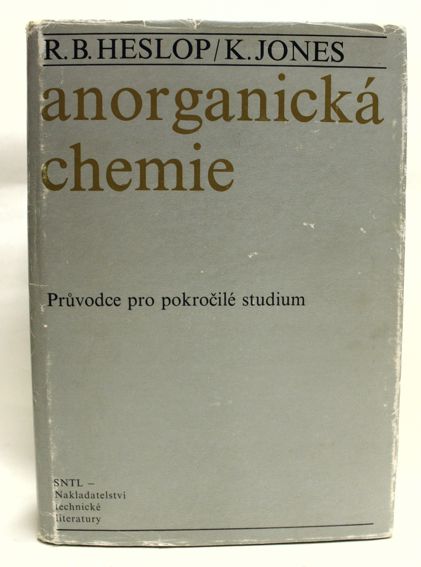 R. B. HESLOP/K. JONES
anorganická
chemie
Průvodce pro pokročilé studium
SNTL –
Nakladatelství
technické
literatury